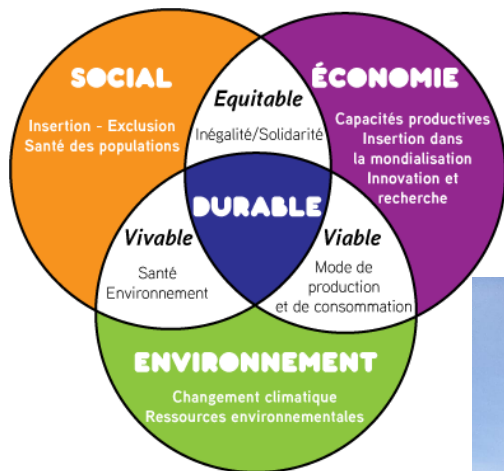 SOCIAL
Insertion - Exclusion
Santé des populations
ÉCONOMIE
Capacités productives
Insertion dans
la mondialisation
Innovation et
recherche
Equitable
Inégalité/Solidarité
DURABLE
Vivable
Santé
Environnement
Viable
Mode de
production
et de consommation
ENVIRONNEMENT
Changement climatique
Ressources environnementales